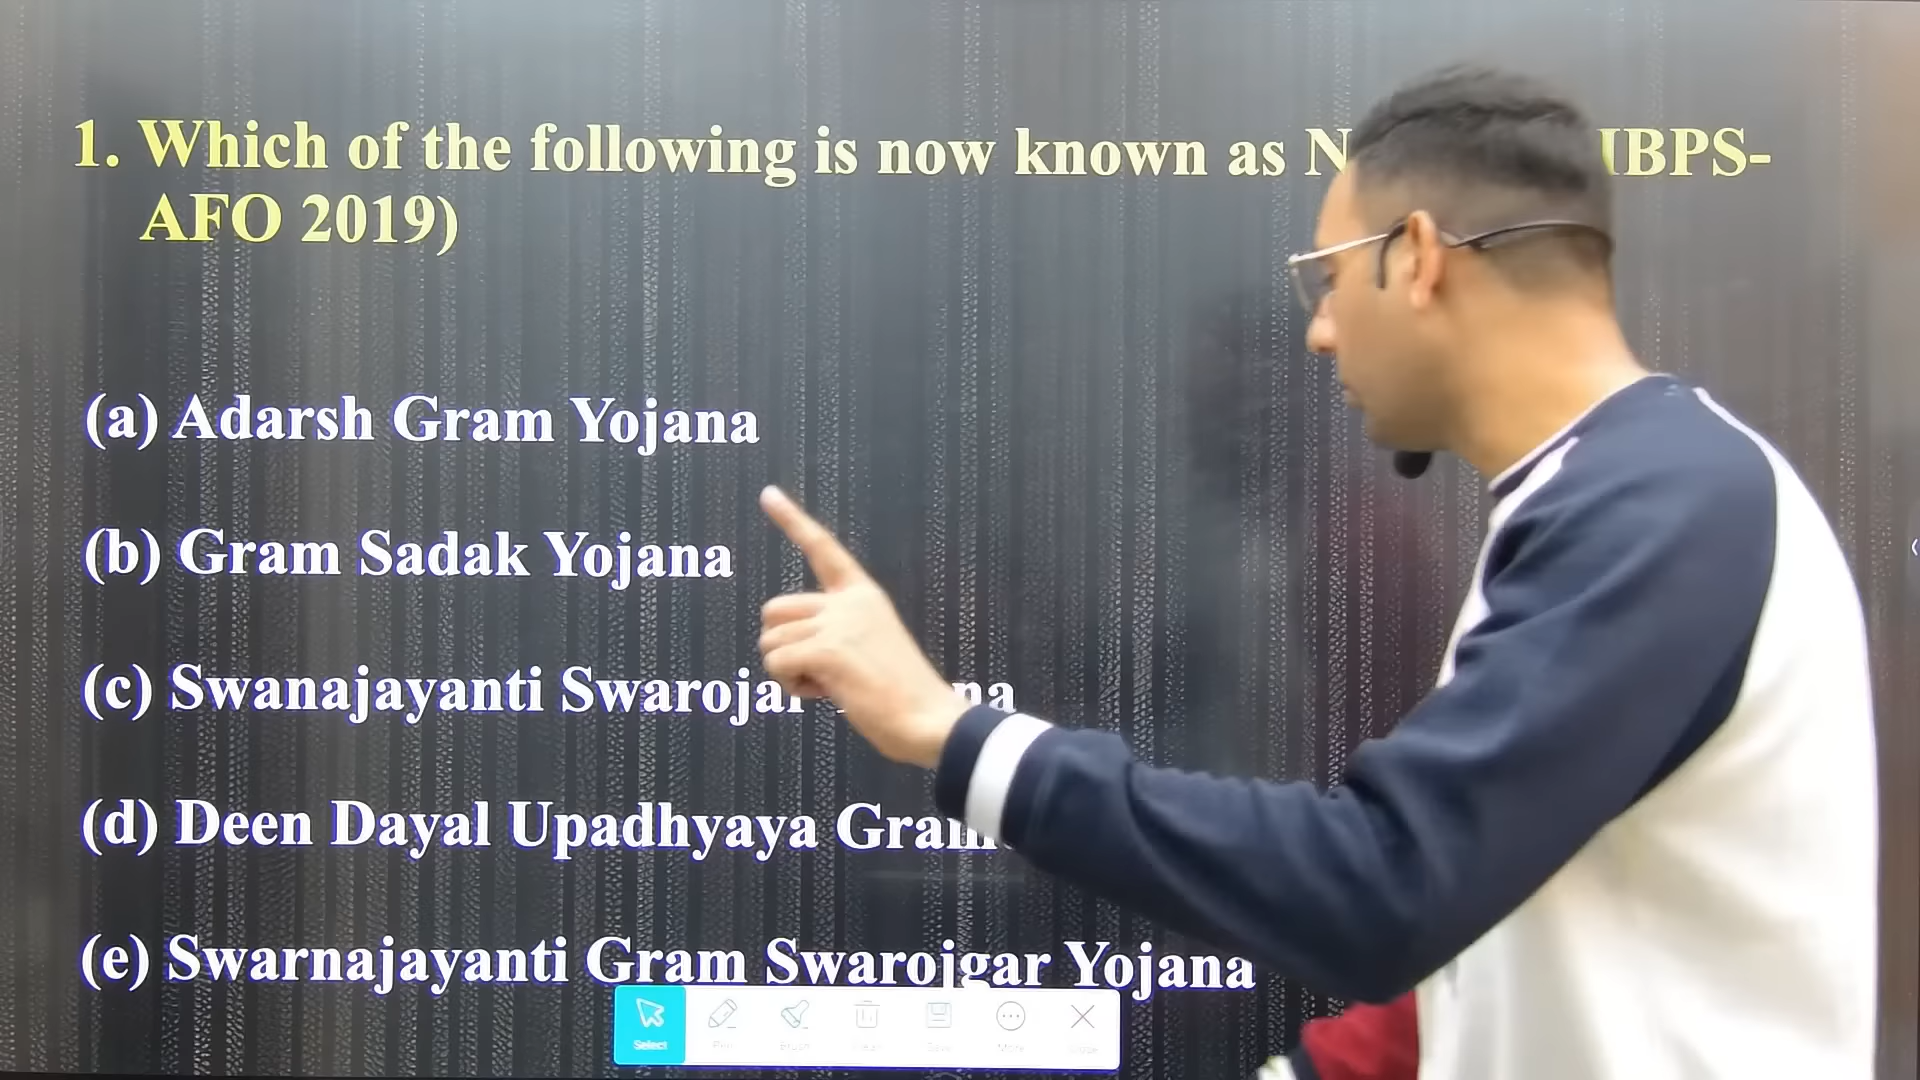 1. Which of the following is now known as IBPS-
AFO 2019)
(a) Adarsh Gram Yojana
(b) Gram Sadak Yojana
(c) Swanajayanti
(d) Deen Dayal Upadhyaya
(e) Swarnajayanti Gram Swarojgar Yojana
Select